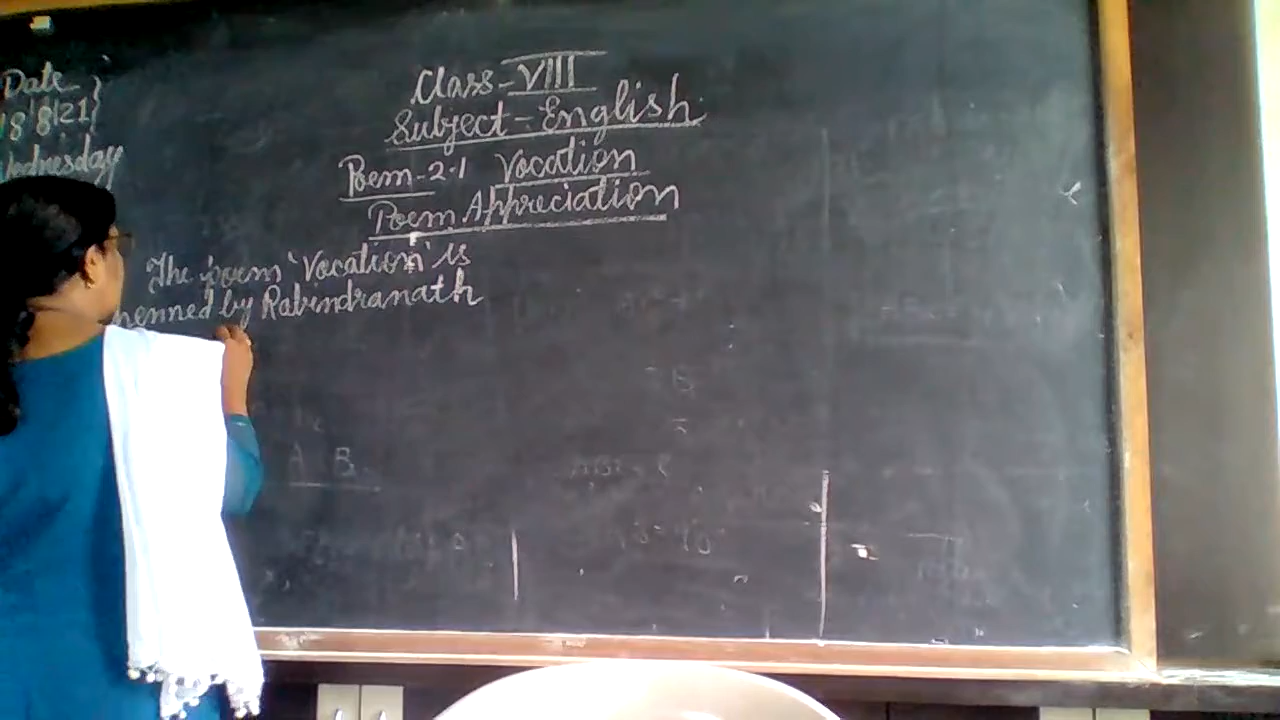 Date
18/8/21
Wednesday
Class-VIII
Subject-English
Poem-2.1 Vocation
Poem Appreciation
The poem 'Vocation' is
penned by Rabindranath
A B